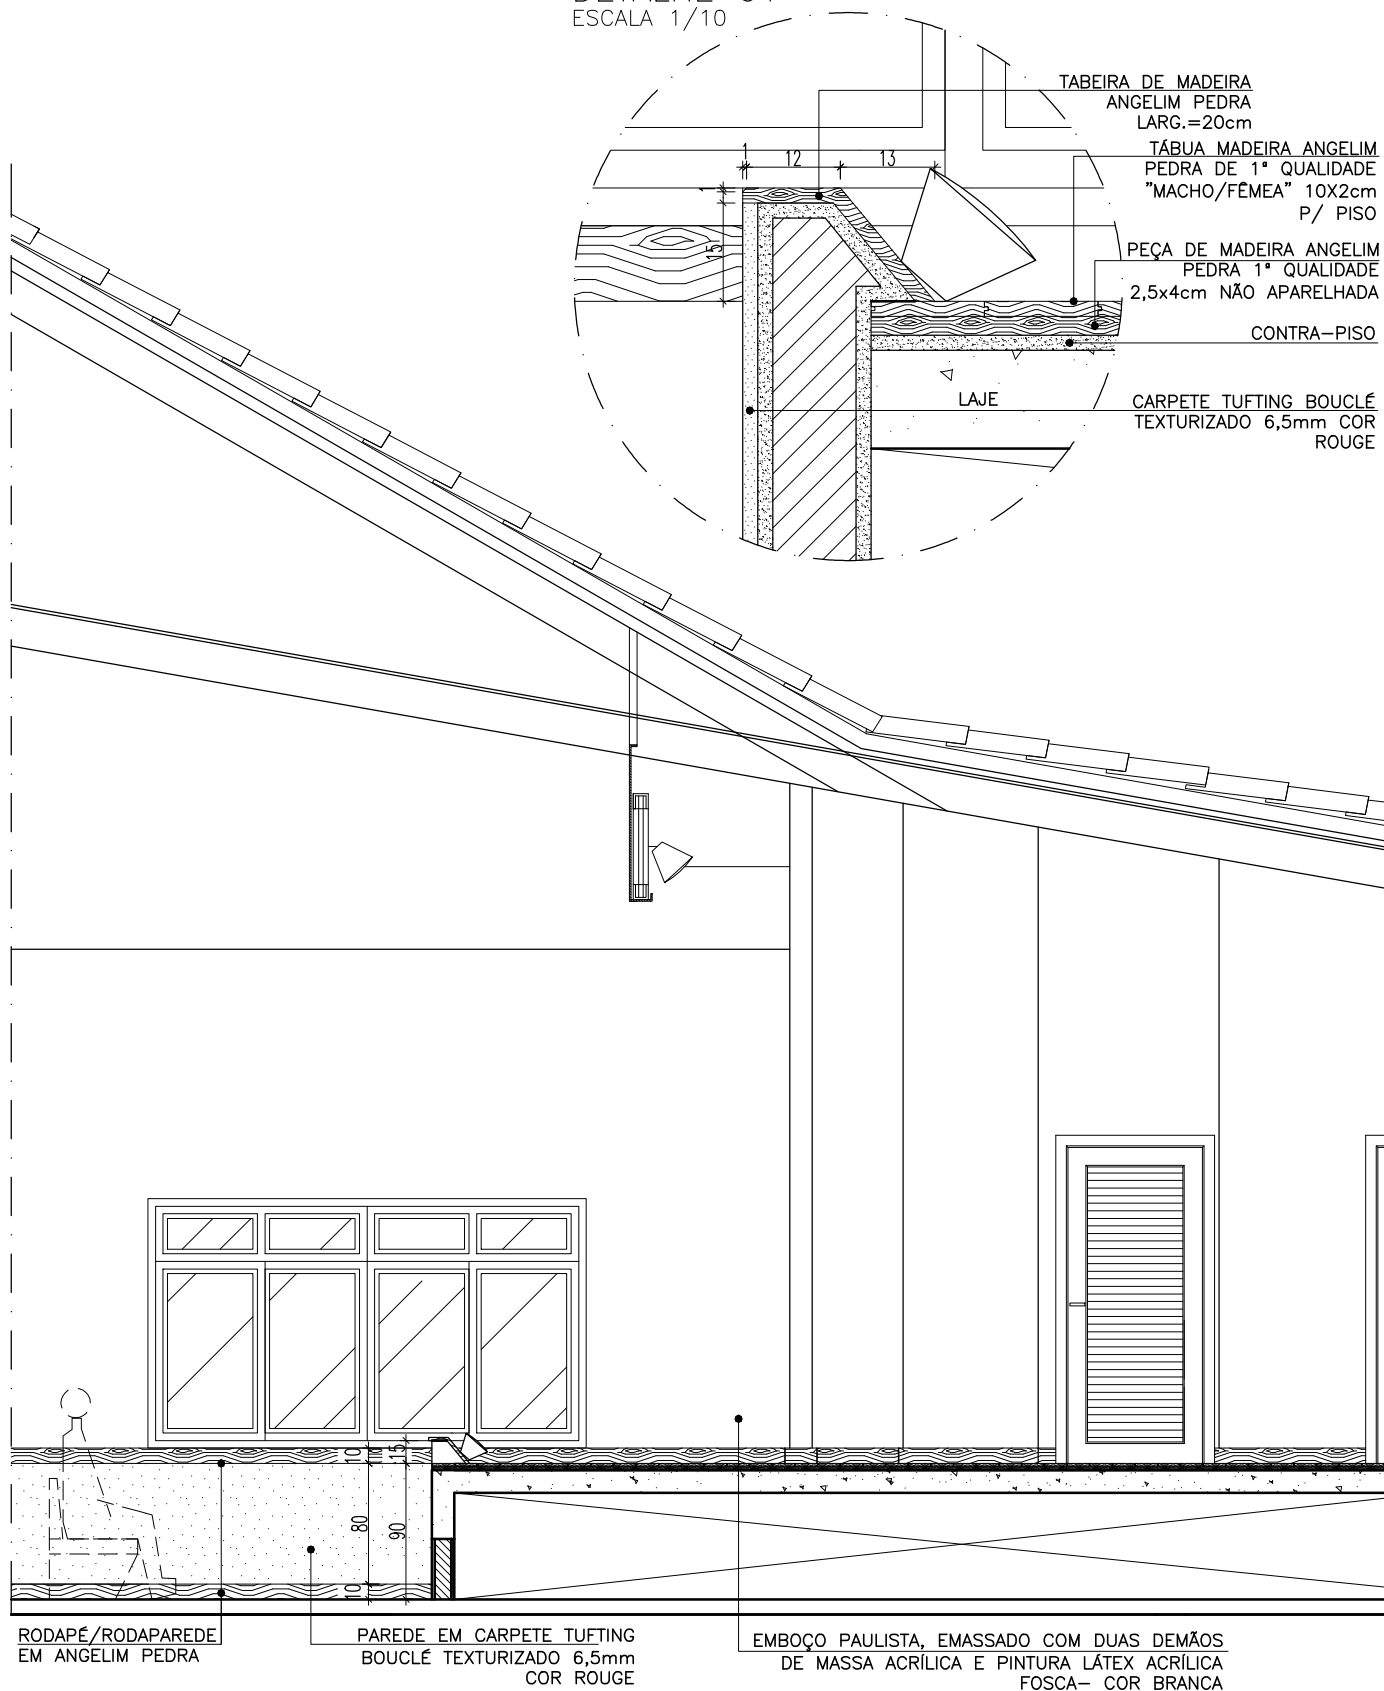 ESCALA 1/10
TABEIRA DE MADEIRA
ANGELIM PEDRA
LARG.=20cm
TÁBUA MADEIRA ANGELIM
PEDRA DE 1ª QUALIDADE
"MACHO/FÊMEA" 10X2cm
P/ PISO
PEÇA DE MADEIRA ANGELIM
PEDRA 1ª QUALIDADE
2,5x4cm NÃO APARELHADA
CONTRA-PISO
CARPETE TUFTING BOUCLÉ
TEXTURIZADO 6,5mm COR
ROUGE
LAJE
1
12
13
1
15
10
15
80
90
10
RODAPÉ/RODAPAREDE
EM ANGELIM PEDRA
PAREDE EM CARPETE TUFTING
BOUCLÉ TEXTURIZADO 6,5mm
COR ROUGE
EMBOÇO PAULISTA, EMASSADO COM DUAS DEMÃOS
DE MASSA ACRÍLICA E PINTURA LÁTEX ACRÍLICA
FOSCA- COR BRANCA